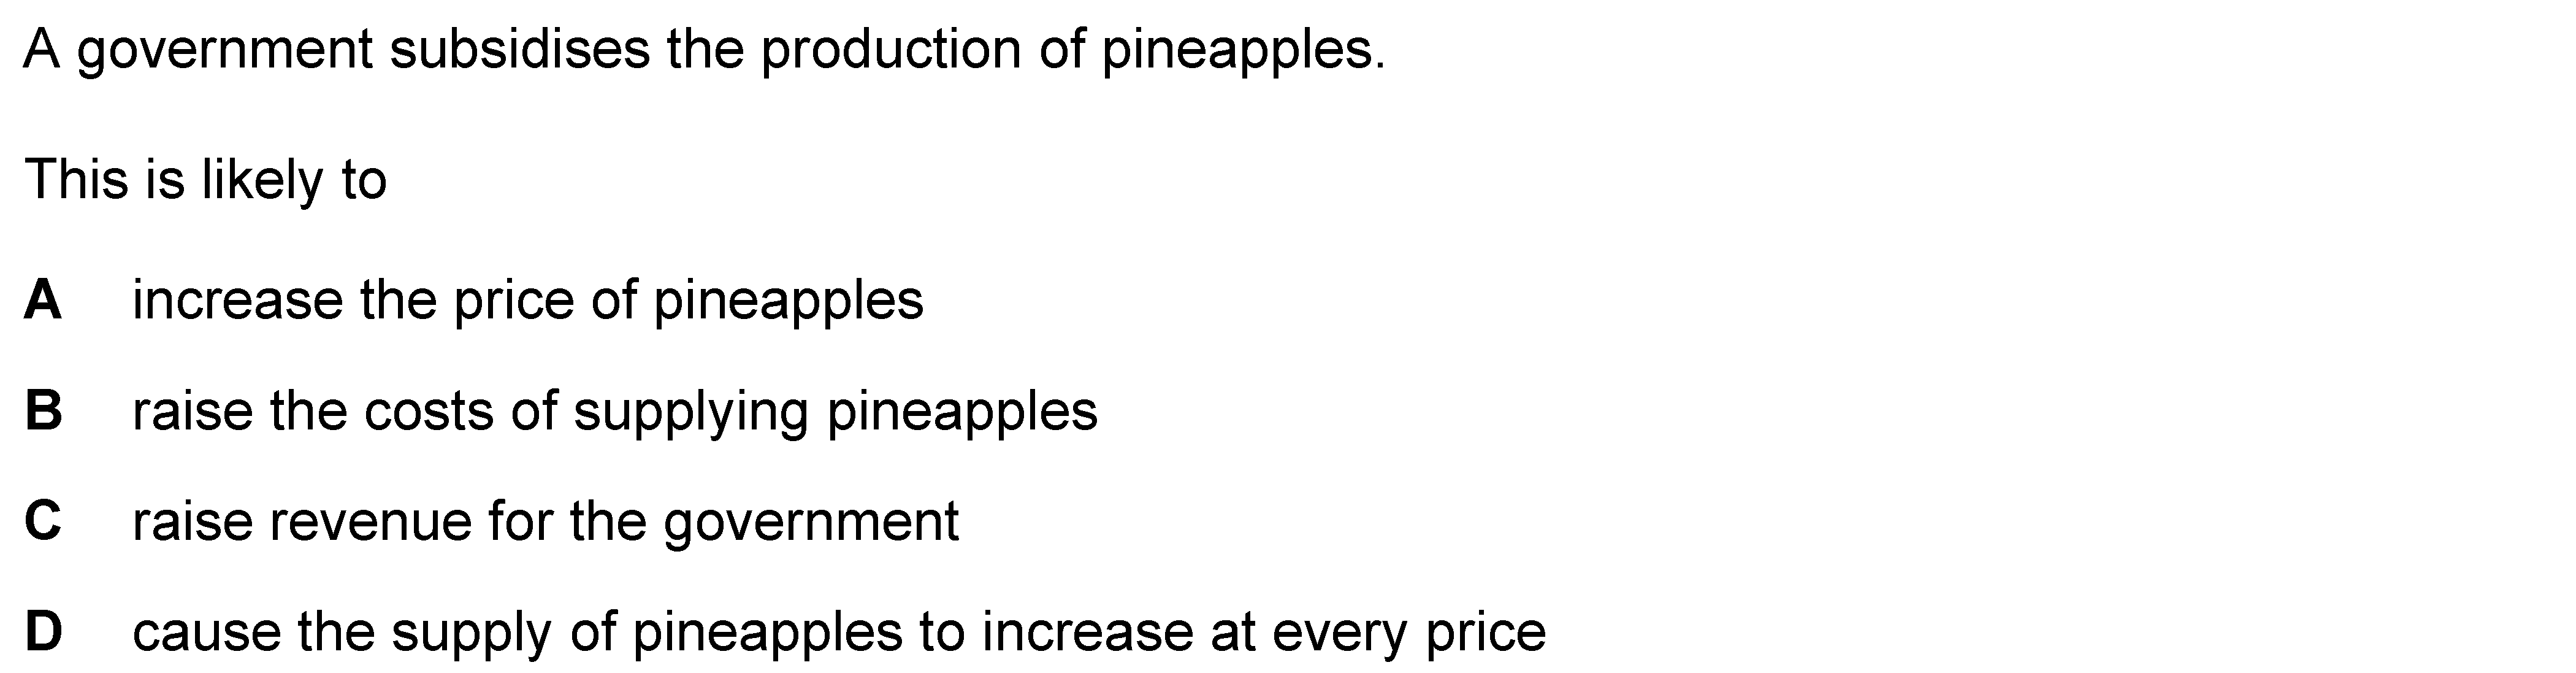 A government subsidises the production of pineapples.
This is likely to
A increase the price of pineapples
B raise the costs of supplying pineapples
C raise revenue for the government
D cause the supply of pineapples to increase at every price